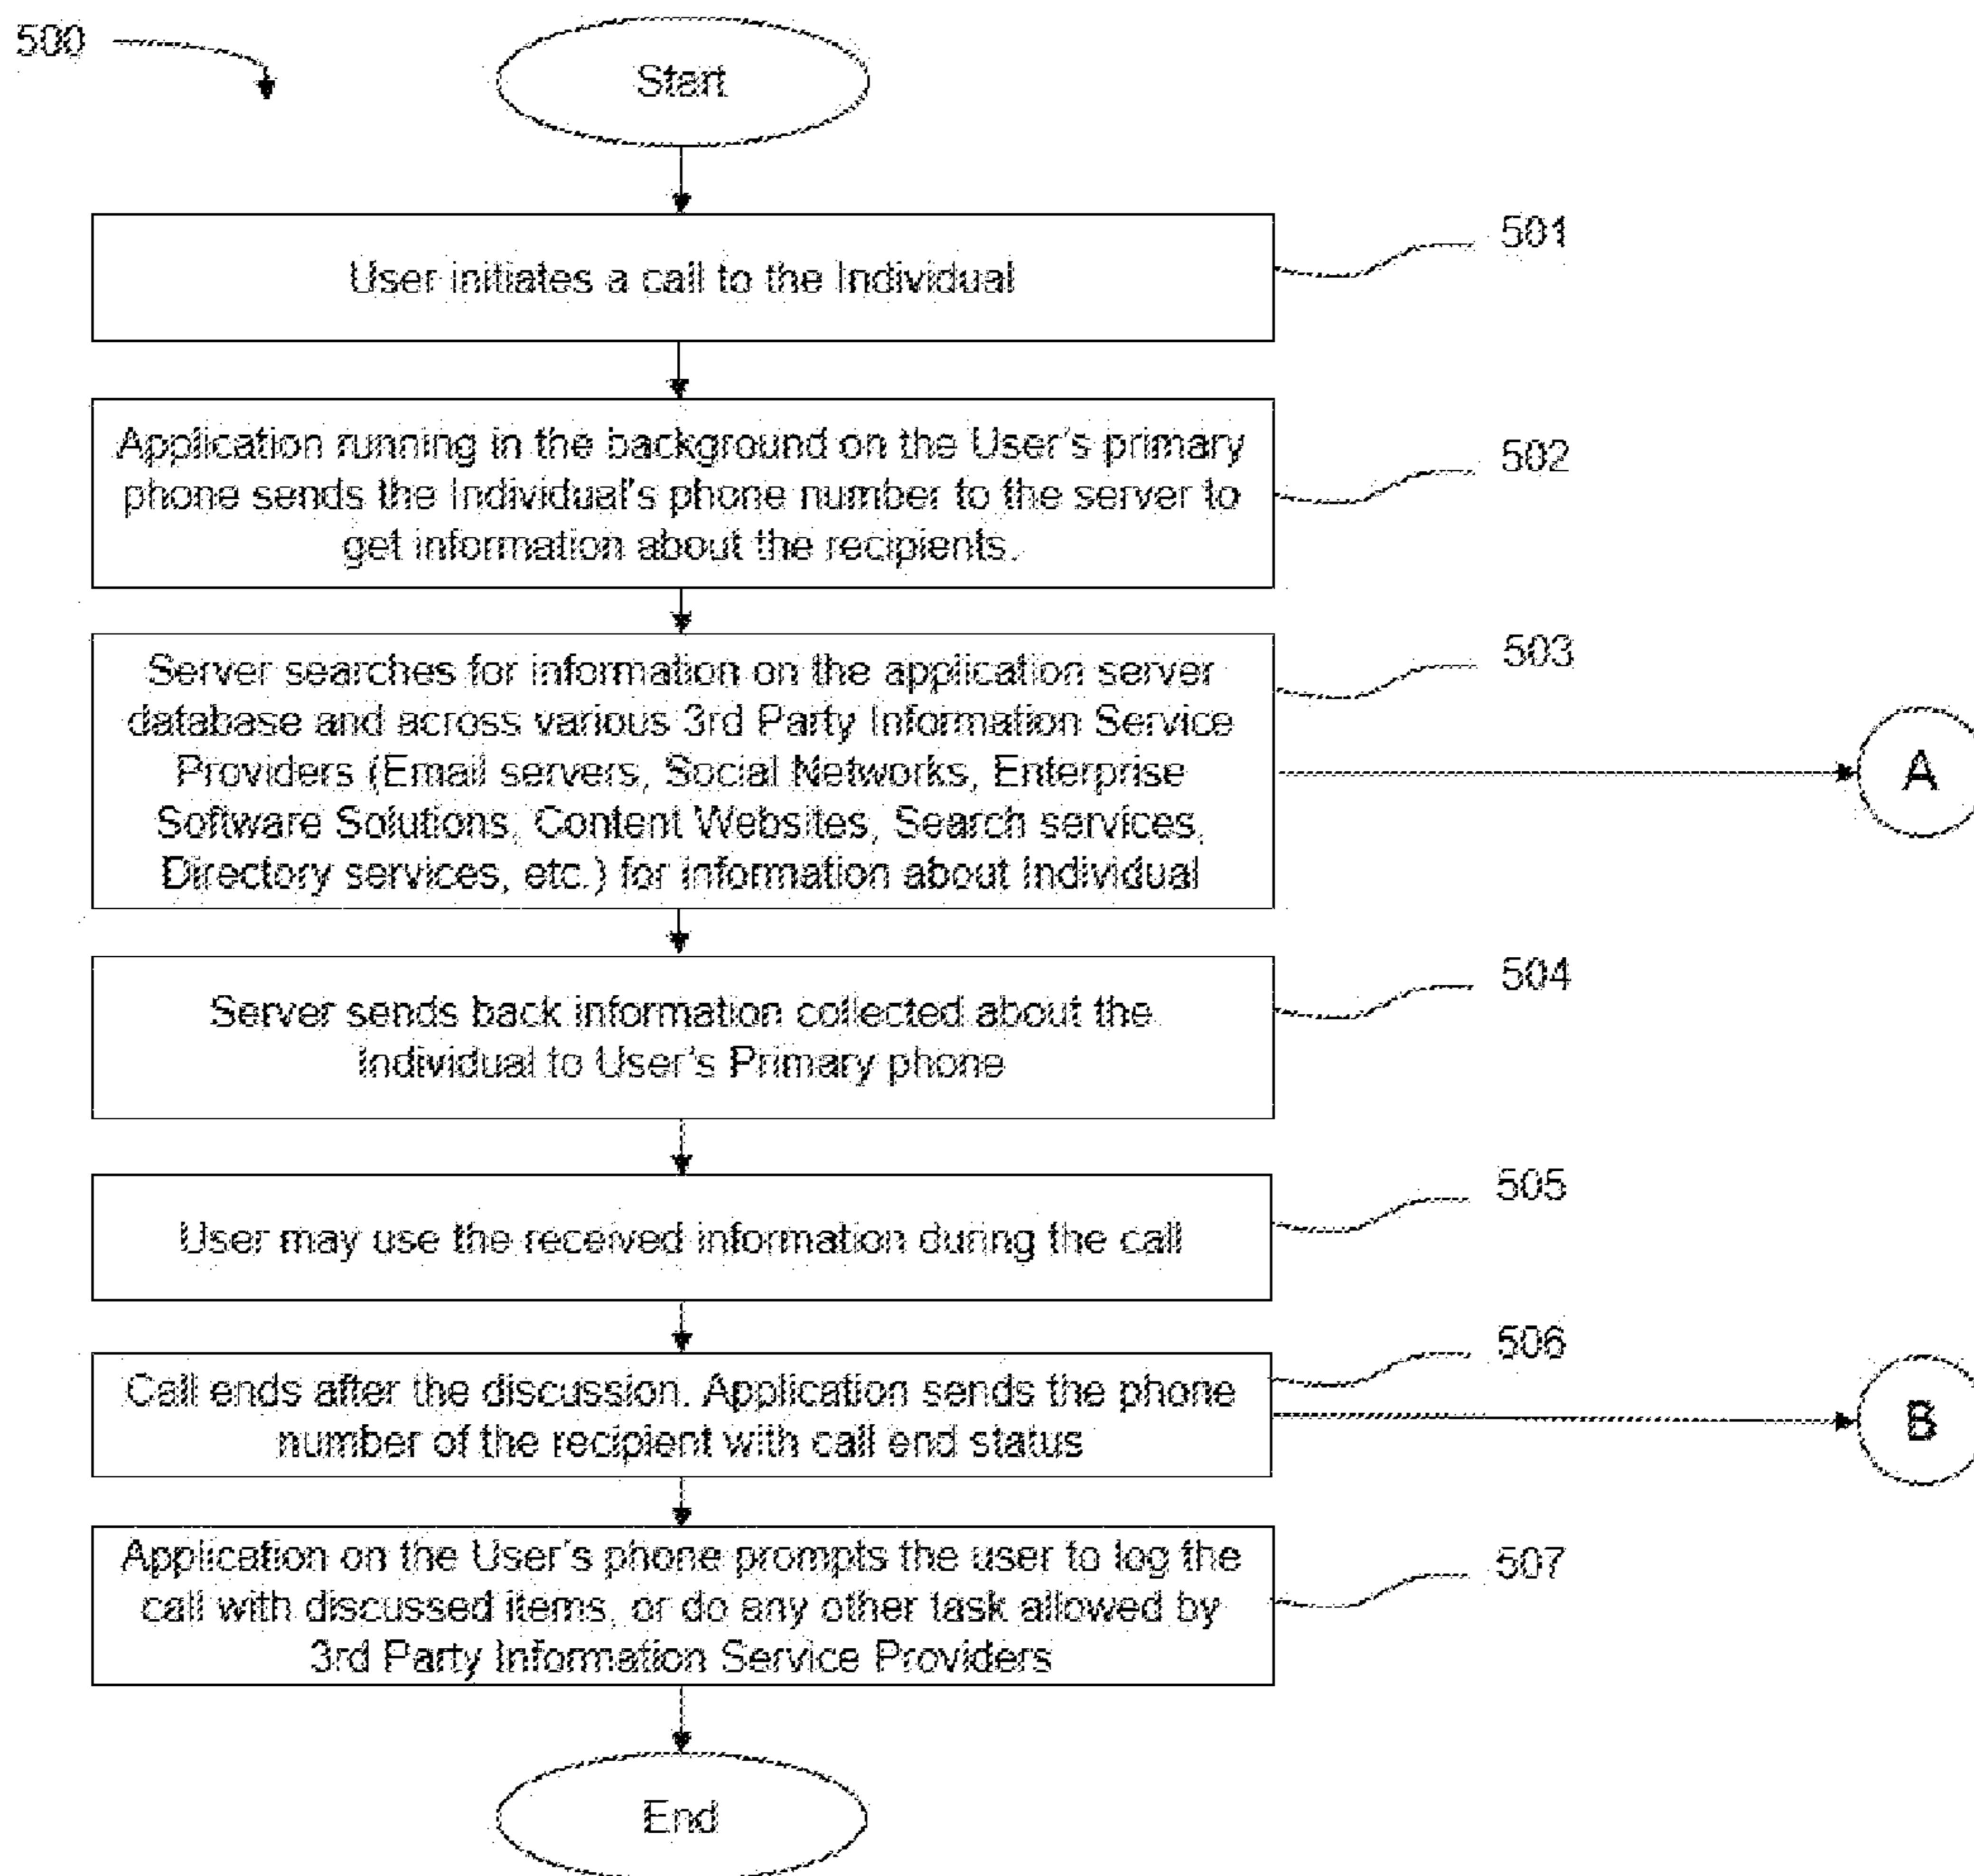 500
Start
User initiates a call to the Individual
501
Application running in the background on the User's primary
phone sends the Individual's phone number to the server to
get information about the recipients.
502
Server searches for information on the application server
database and across various 3rd Party Information Service
Providers (Email servers, Social Networks, Enterprise
Software Solutions, Content Websites, Search services,
Directory services, etc.) for information about Individual
503
A
Server sends back information collected about the
Individual to User's Primary phone
504
User may use the received information during the call
505
Call ends after the discussion. Application sends the phone
number of the recipient with call end status
506
B
Application on the User's phone prompts the user to log the
call with discussed items, or do any other task allowed by
3rd Party Information Service Providers
507
End